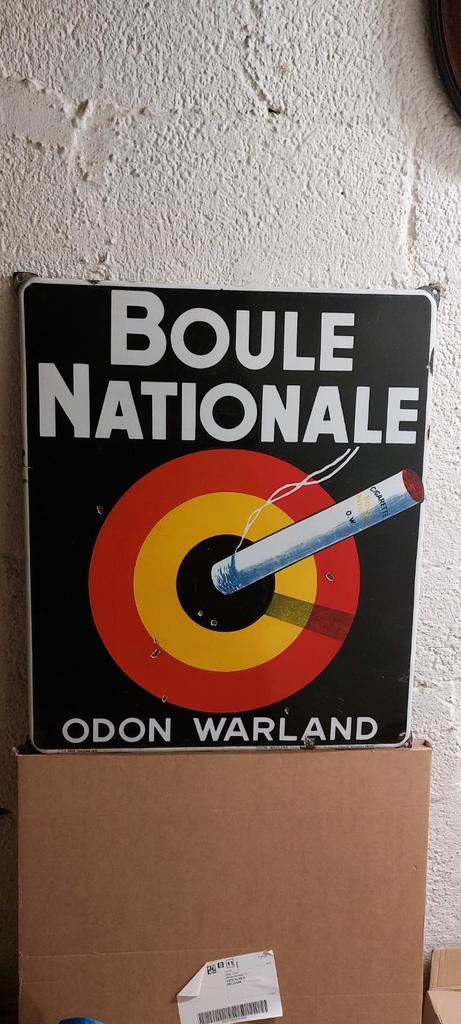 BOULE
NATIONALE
CIGARETTE
O.W.
ODON WARLAND